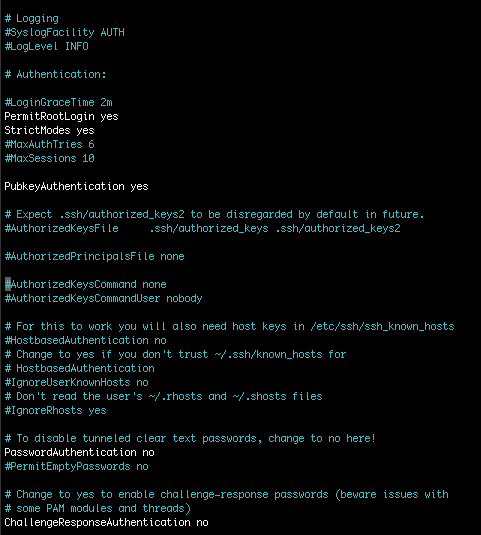 # Logging
#SyslogFacility AUTH
#LogLevel INFO
# Authentication:
#LoginGraceTime 2m
PermitRootLogin yes
StrictModes yes
#MaxAuthTries 6
#MaxSessions 10
PubkeyAuthentication yes
# Expect .ssh/authorized_keys2 to be disregarded by default in future.
#AuthorizedKeysFile     .ssh/authorized_keys .ssh/authorized_keys2
#AuthorizedPrincipalsFile none
#AuthorizedKeysCommand none
#AuthorizedKeysCommandUser nobody
# For this to work you will also need host keys in /etc/ssh/ssh_known_hosts
#HostbasedAuthentication no
# Change to yes if you don't trust ~/.ssh/known_hosts for
# HostbasedAuthentication
#IgnoreUserKnownHosts no
# Don't read the user's ~/.rhosts and ~/.shosts files
#IgnoreRhosts yes
# To disable tunneled clear text passwords, change to no here!
PasswordAuthentication no
#PermitEmptyPasswords no
# Change to yes to enable challenge-response passwords (beware issues with
# some PAM modules and threads)
ChallengeResponseAuthentication no